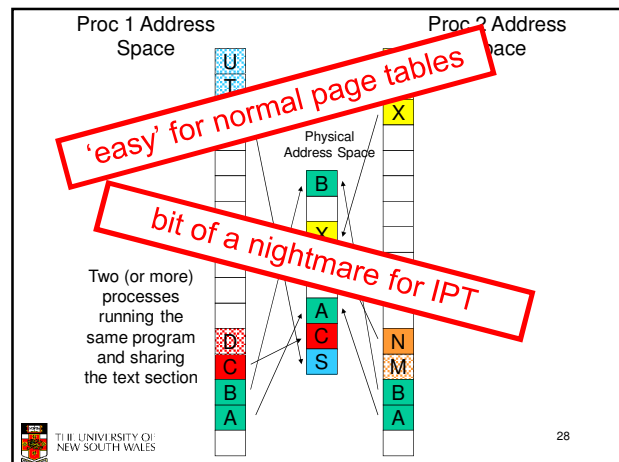 Proc 1 Address
Space
Proc 2 Address
U
T
'easy' for normal page tables
X
Physical
Address Space
B
X
bit of a nightmare for IPT
Two (or more)
processes
running the
same program
and sharing
the text section
A
C
S
D
C
B
A
N
M
B
A
THE UNIVERSITY OF
NEW SOUTH WALES
28